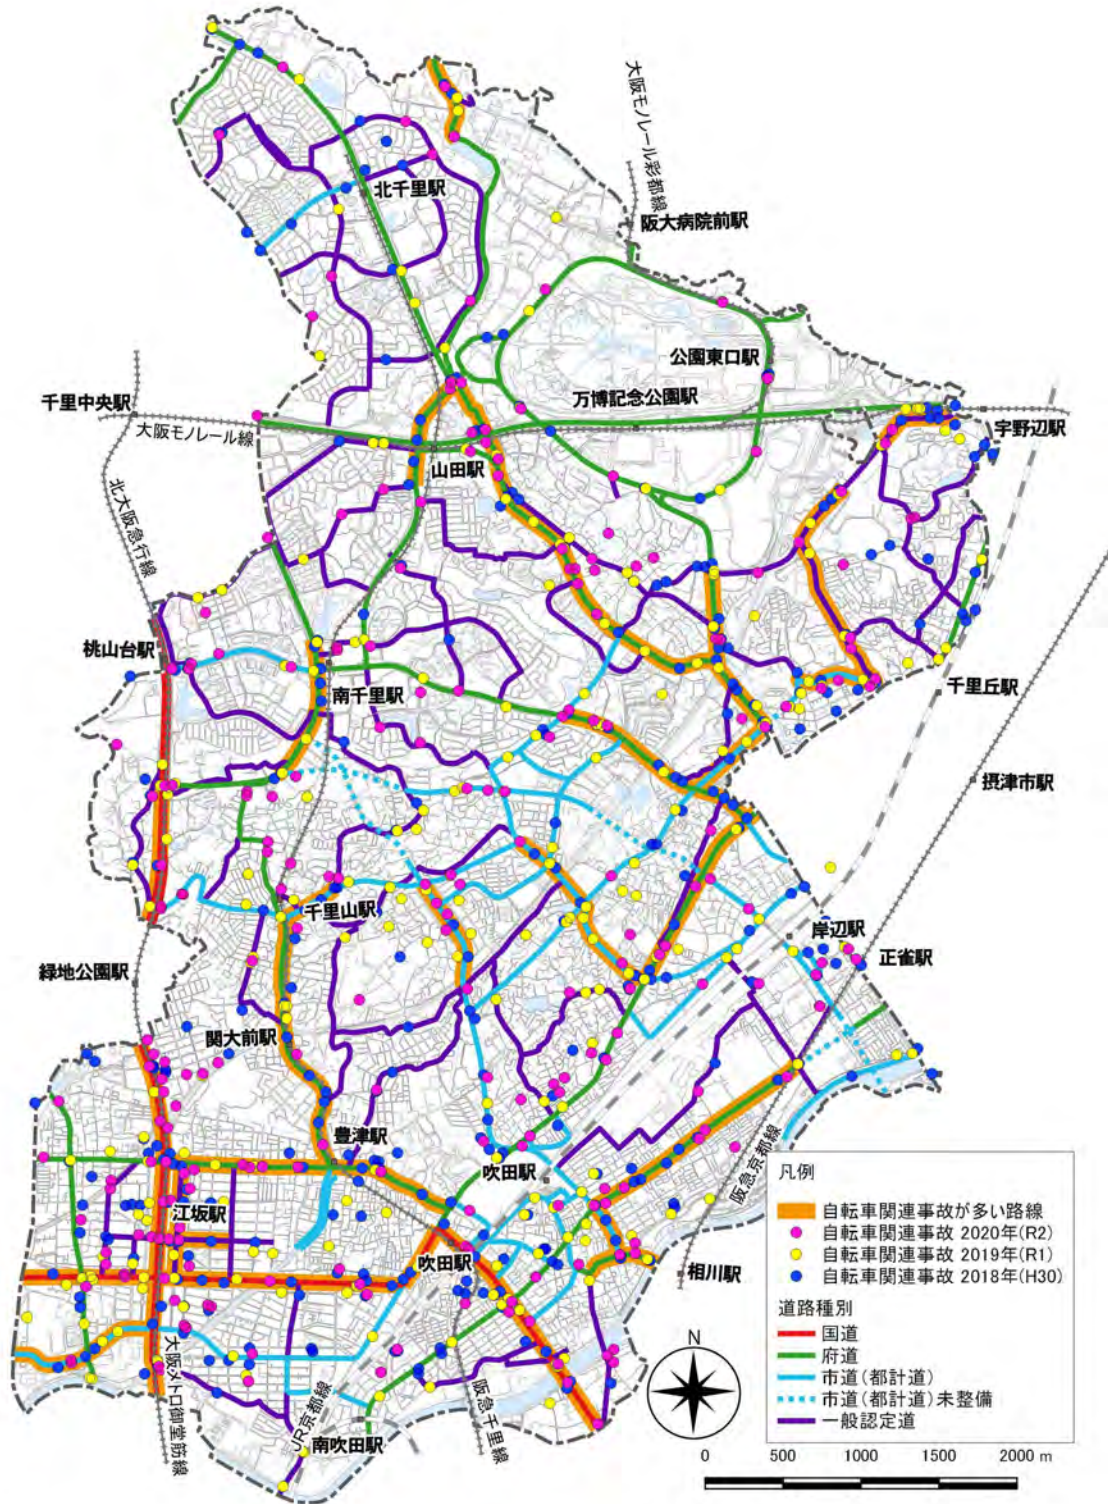 大阪モノレール彩都線
北千里駅
阪大病院前駅
公園東口駅
千里中央駅
万博記念公園駅
宇野辺駅
大阪モノレール線
山田駅
北大阪急行線
桃山台駅
南千里駅
千里丘駅
摂津市駅
千里山駅
岸辺駅
正雀駅
緑地公園駅
関大前駅
豊津駅
吹田駅
阪急京都線
江坂駅
吹田駅
相川駅
大阪メトロ御堂筋線
JR京都線
阪急千里線
南吹田駅
凡例
自転車関連事故が多い路線
自転車関連事故 2020年(R2)
自転車関連事故 2019年(R1)
自転車関連事故 2018年(H30)
道路種別
国道
府道
市道(都計道)
市道(都計道)未整備
一般認定道
N
0 500 1000 1500 2000 m